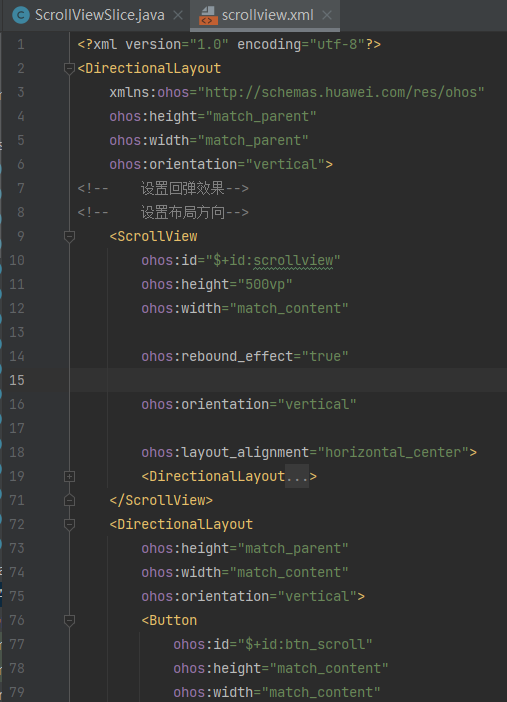 ScrollViewSlice.java
scrollview.xml
1 <?xml version="1.0" encoding="utf-8"?>
2 <DirectionalLayout
3 xmlns:ohos="http://schemas.huawei.com/res/ohos"
4 ohos:height="match_parent"
5 ohos:width="match_parent"
6 ohos:orientation="vertical">
7 <!-- 设置回弹效果-->
8 <!-- 设置布局方向-->
9 <ScrollView
10 ohos:id="$+id:scrollview"
11 ohos:height="500vp"
12 ohos:width="match_content"
13
14 ohos:rebound_effect="true"
15
16 ohos:orientation="vertical"
17
18 ohos:layout_alignment="horizontal_center">
19 <DirectionalLayout...>
71 </ScrollView>
72 <DirectionalLayout
73 ohos:height="match_parent"
74 ohos:width="match_content"
75 ohos:orientation="vertical">
76 <Button
77 ohos:id="$+id:btn_scroll"
78 ohos:height="match_content"
79 ohos:width="match_content"